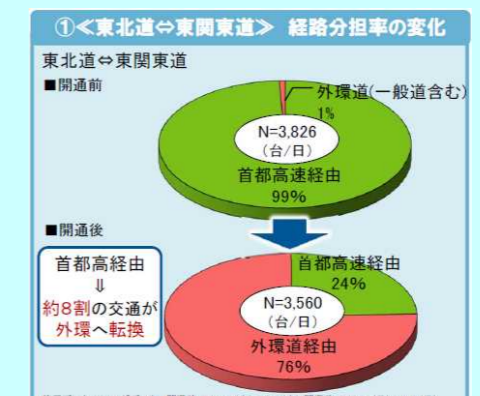 ①≪東北道⇔東関東道≫ 経路分担率の変化
東北道⇔東関東道
■開通前
外環道(一般道含む)
1%
N=3,826
(台/日)
首都高速経由
99%
■開通後
首都高経由
⇓
約8割の交通が
外環へ転換
首都高速経由
24%
N=3,560
(台/日)
外環道経由
76%